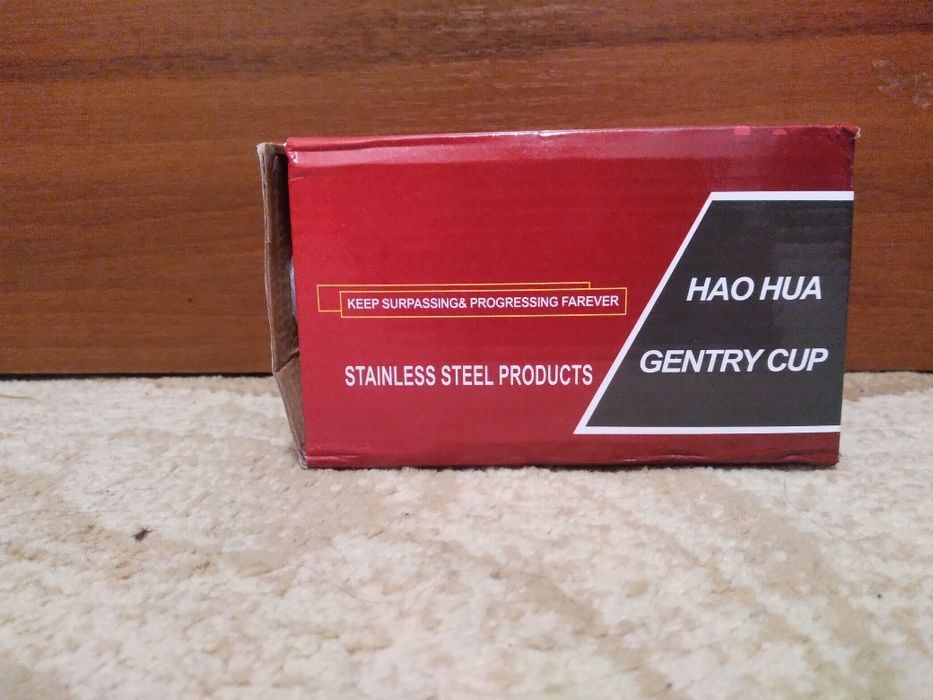 HAO HUA
GENTRY CUP
KEEP SURPASSING& PROGRESSING FAREVER
STAINLESS STEEL PRODUCTS